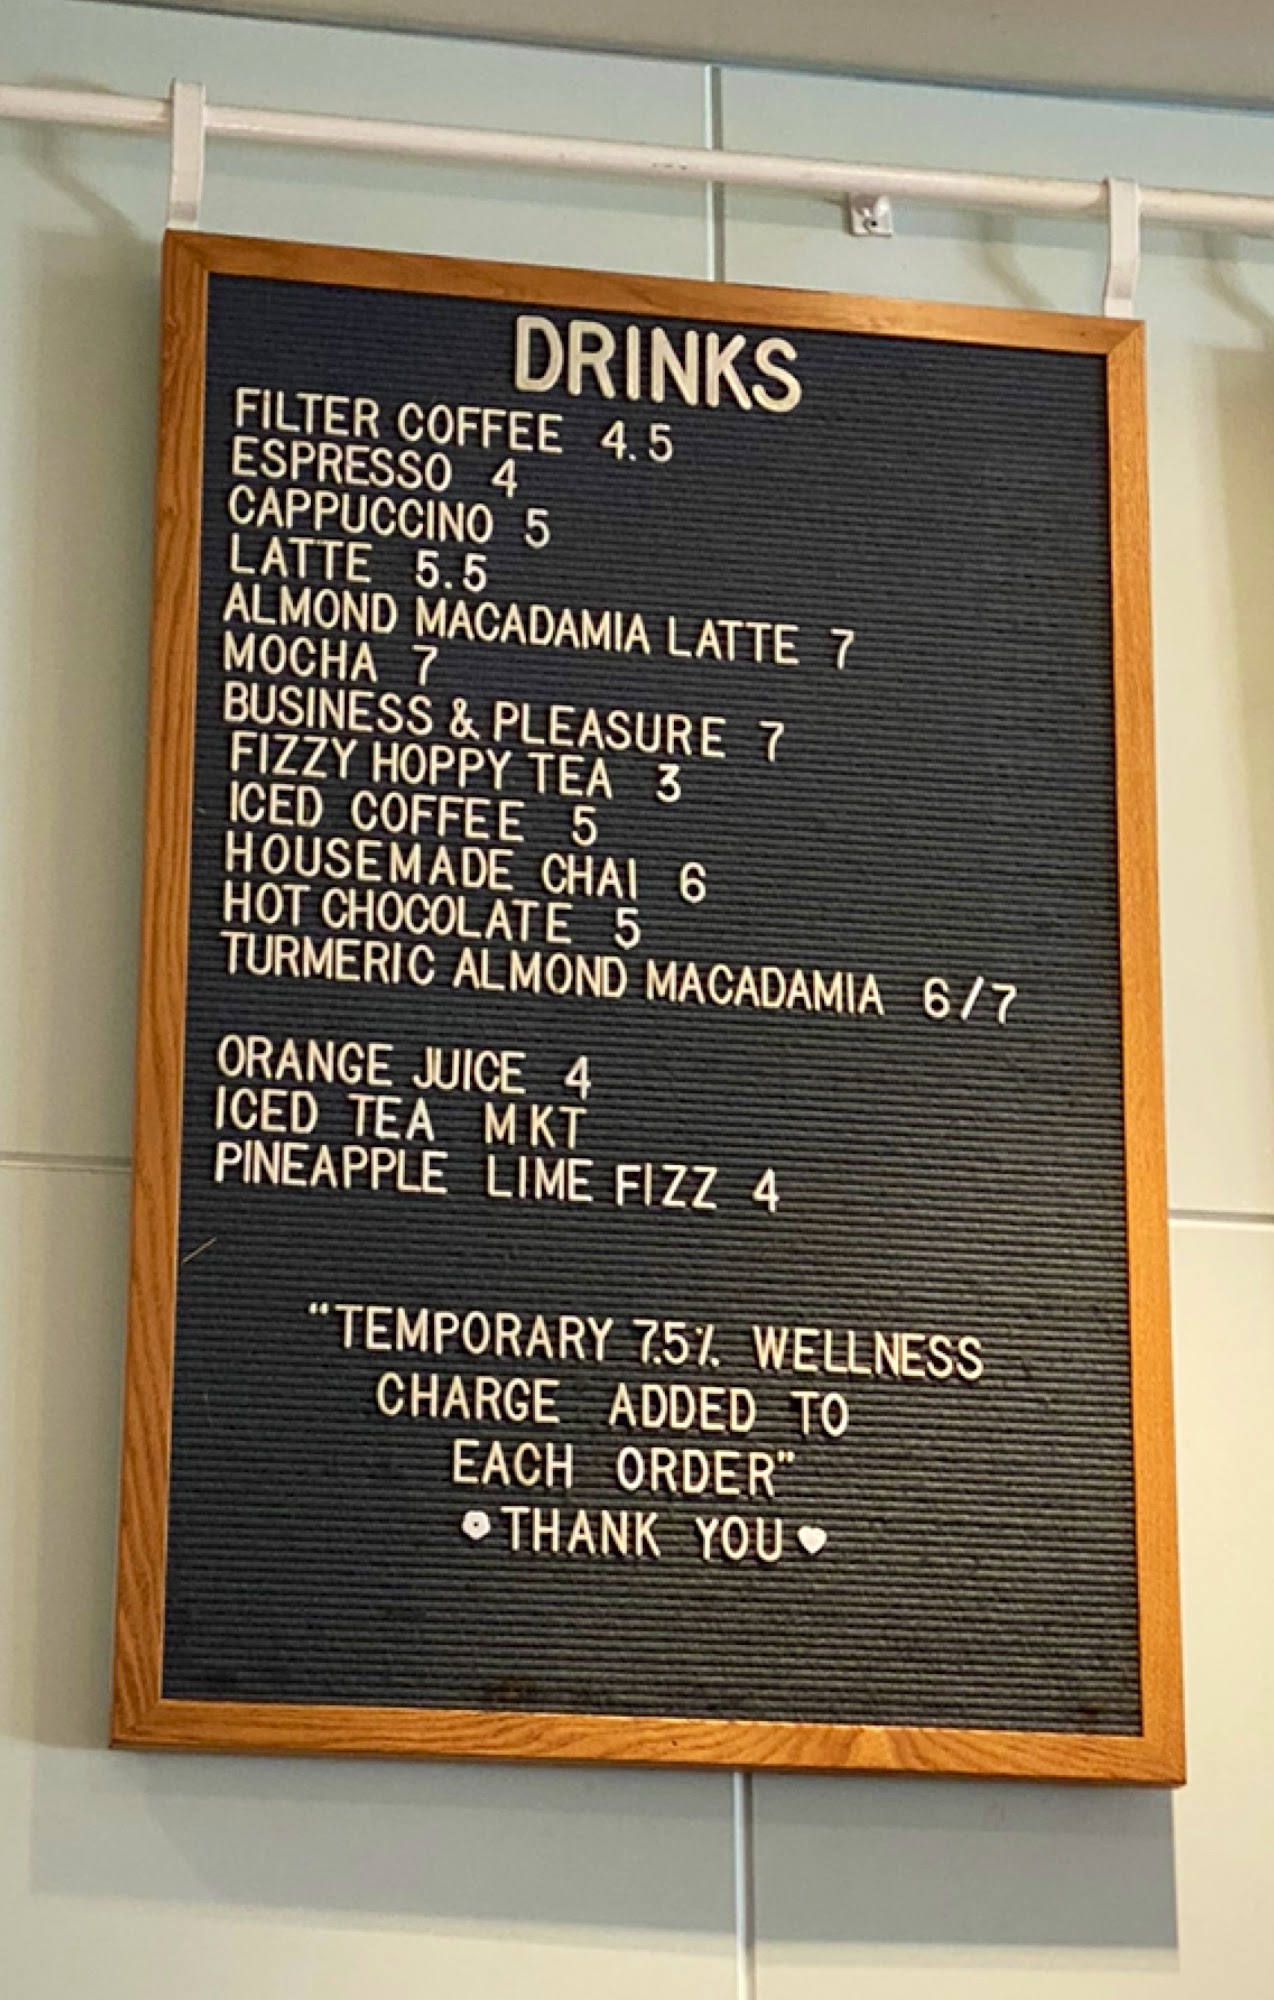 DRINKS
FILTER COFFEE 4.5
ESPRESSO 4
CAPPUCCINO 5
LATTE 5.5
ALMOND MACADAMIA LATTE 7
MOCHA 7
BUSINESS & PLEASURE 7
FIZZY HOPPY TEA 3
ICED COFFEE 5
HOUSEMADE CHAI 6
HOT CHOCOLATE 5
TURMERIC ALMOND MACADAMIA 6/7
ORANGE JUICE 4
ICED TEA MKT
PINEAPPLE LIME FIZZ 4
"TEMPORARY 7.5% WELLNESS
CHARGE ADDED TO
EACH ORDER"
THANK YOU